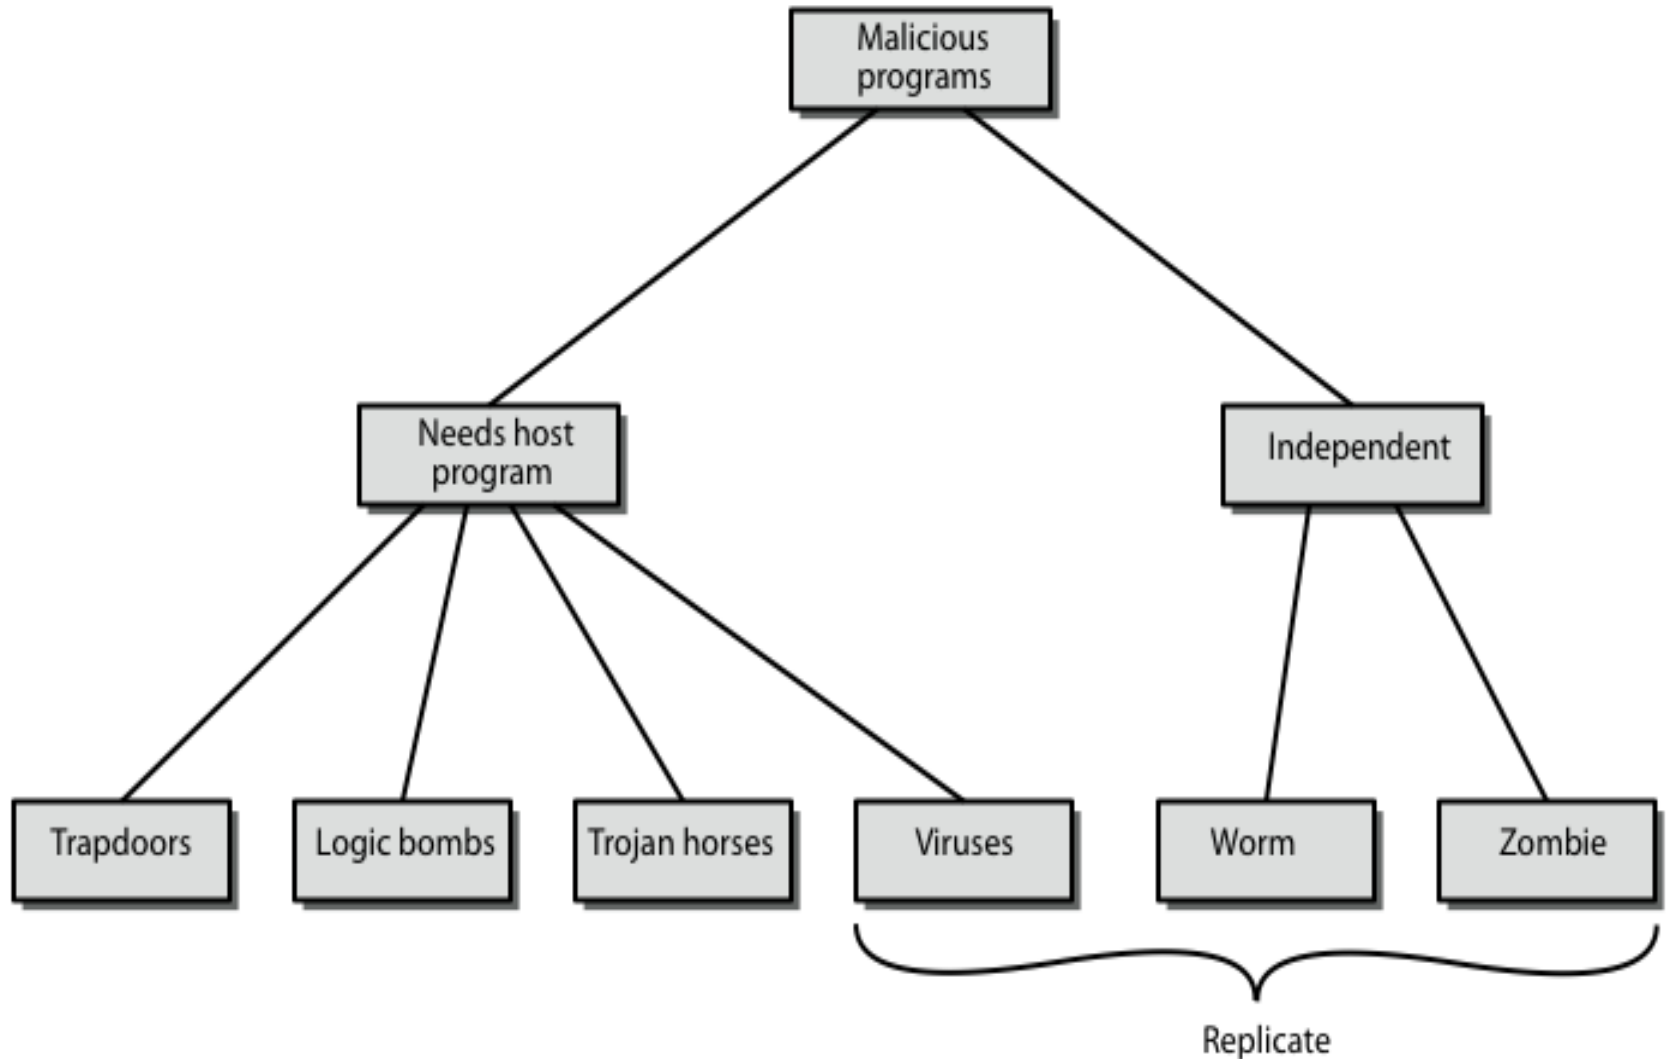 Malicious
programs
Needs host
program
Independent
Trapdoors
Logic bombs
Trojan horses
Viruses
Worm
Zombie
Replicate